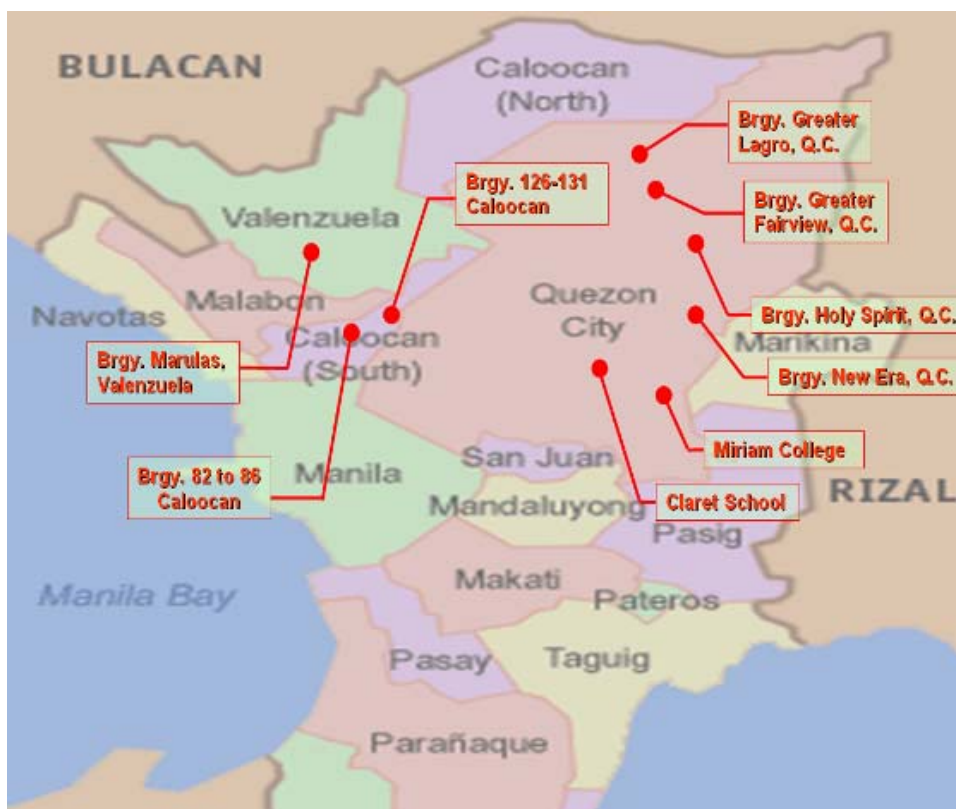 BULACAN
Caloocan
(North)
Brgy. Greater
Lagro, Q.C.
Brgy. 126-131
Caloocan
Valenzuela
Brgy. Greater
Fairview, Q.C.
Navotas
Malabon
Quezon
City
Brgy. Holy Spirit, Q.C.
Caloocan
(South)
Marikina
Brgy. Marulas,
Valenzuela
Brgy. New Era, Q.C.
Miriam College
Brgy. 82 to 86
Caloocan
Manila
San Juan
Mandaluyong
Claret School
RIZAL
Pasig
Makati
Manila Bay
Pateros
Pasay
Taguig
Parañaque